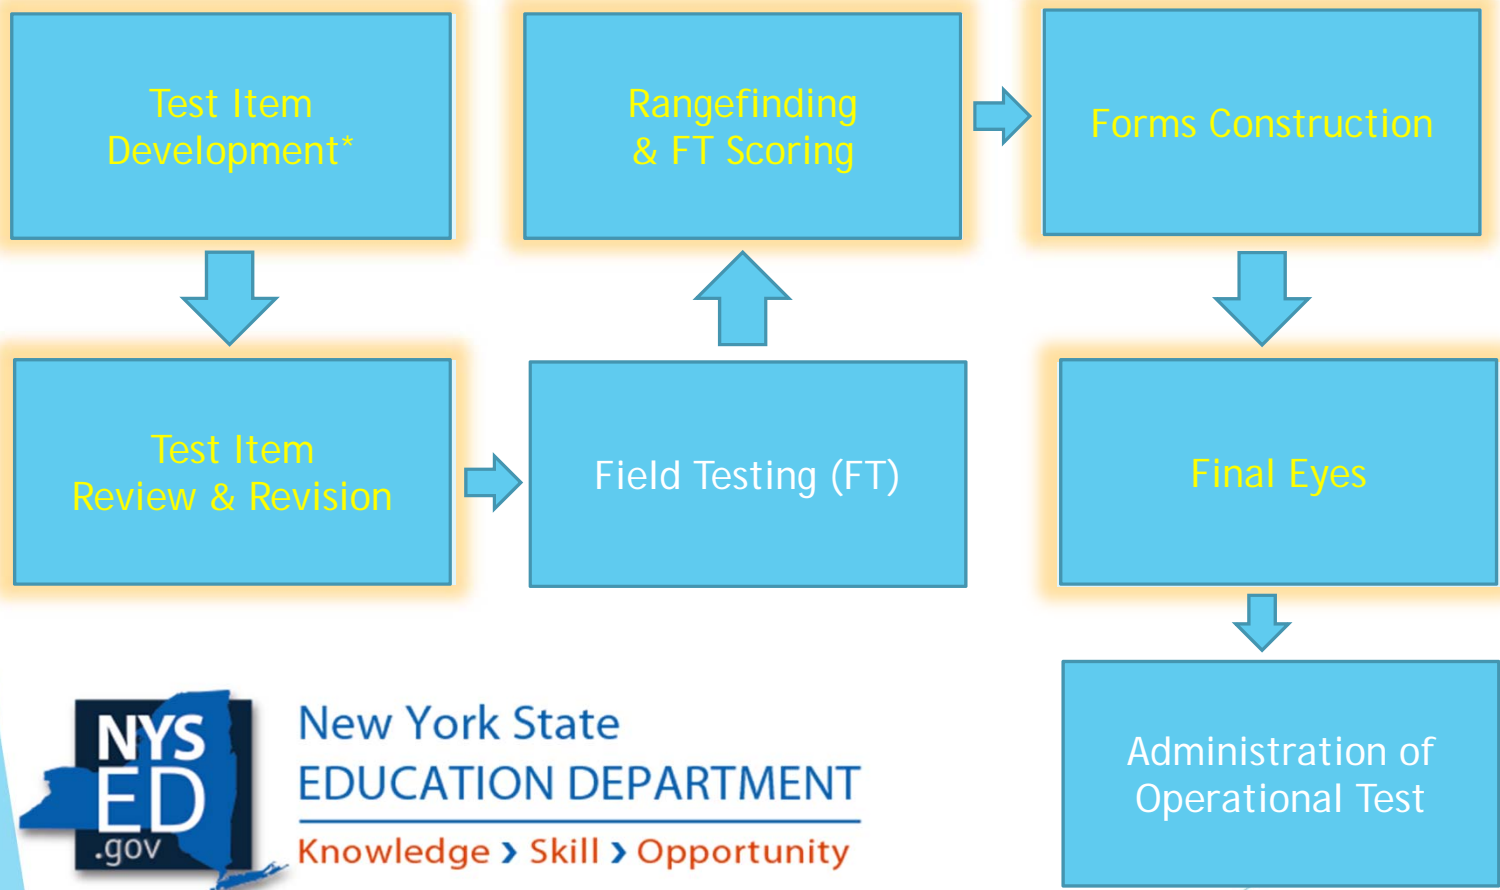 Test Item
Development*
Rangefinding
& FT Scoring
Forms Construction
Test Item
Review & Revision
Field Testing (FT)
Final Eyes
Administration of
Operational Test
NYS
ED
.gov
New York State
EDUCATION DEPARTMENT
Knowledge › Skill › Opportunity